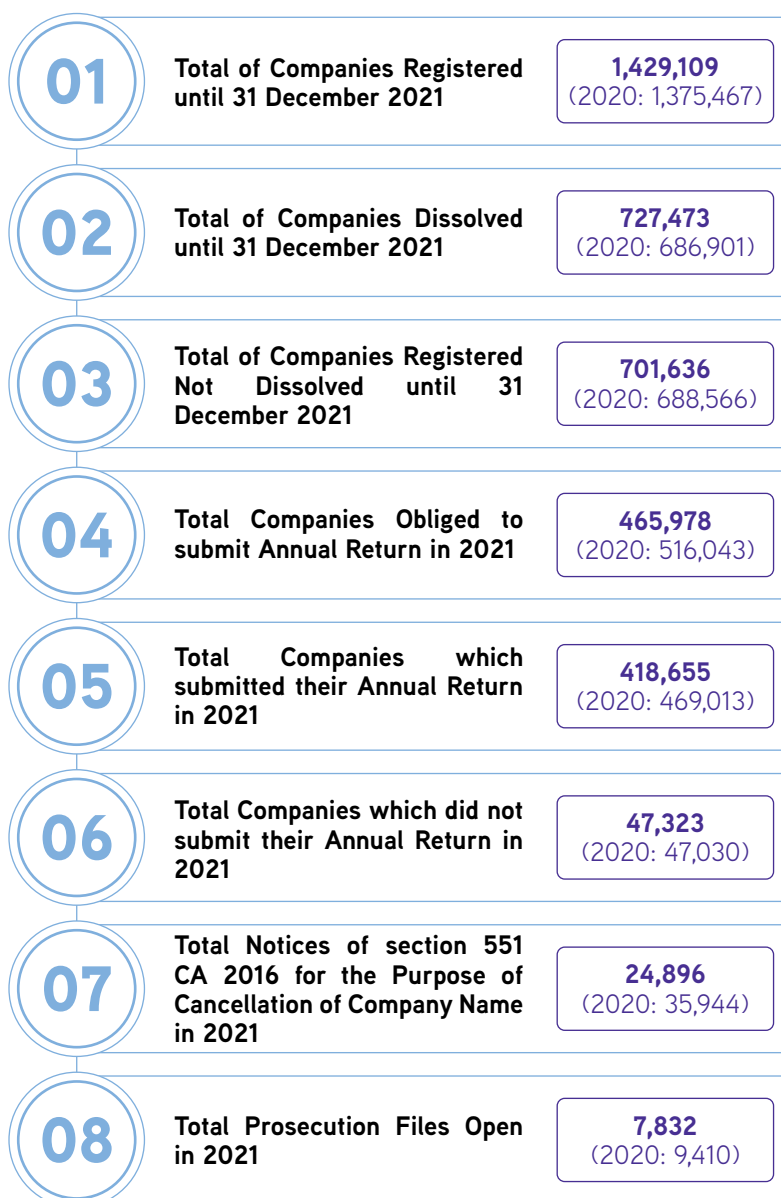 01
Total of Companies Registered
until 31 December 2021
1,429,109
(2020: 1,375,467)
02
Total of Companies Dissolved
until 31 December 2021
727,473
(2020: 686,901)
03
Total of Companies Registered
Not Dissolved until 31
December 2021
701,636
(2020: 688,566)
04
Total Companies Obliged to
submit Annual Return in 2021
465,978
(2020: 516,043)
05
Total Companies which
submitted their Annual Return
in 2021
418,655
(2020: 469,013)
06
Total Companies which did not
submit their Annual Return in
2021
47,323
(2020: 47,030)
07
Total Notices of section 551
CA 2016 for the Purpose of
Cancellation of Company Name
in 2021
24,896
(2020: 35,944)
08
Total Prosecution Files Open
in 2021
7,832
(2020: 9,410)